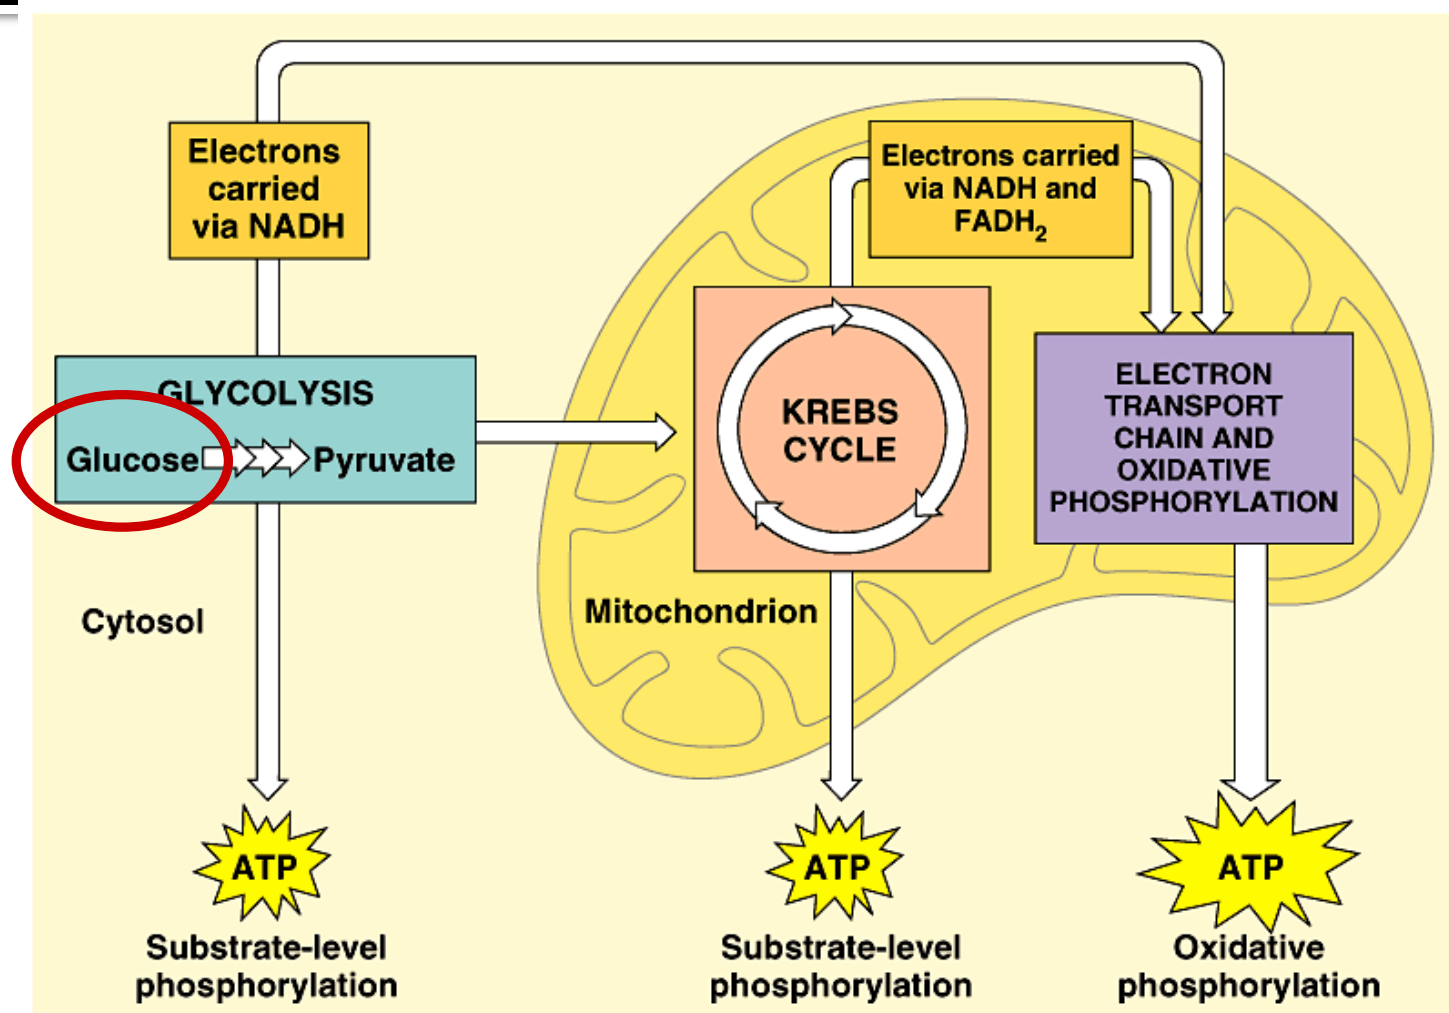 Electrons
carried
via NADH
Electrons carried
via NADH and
FADH2
GLYCOLYSIS
Glucose
Pyruvate
KREBS
CYCLE
ELECTRON
TRANSPORT
CHAIN AND
OXIDATIVE
PHOSPHORYLATION
Cytosol
Mitochondrion
ATP
ATP
ATP
Substrate-level
phosphorylation
Substrate-level
phosphorylation
Oxidative
phosphorylation